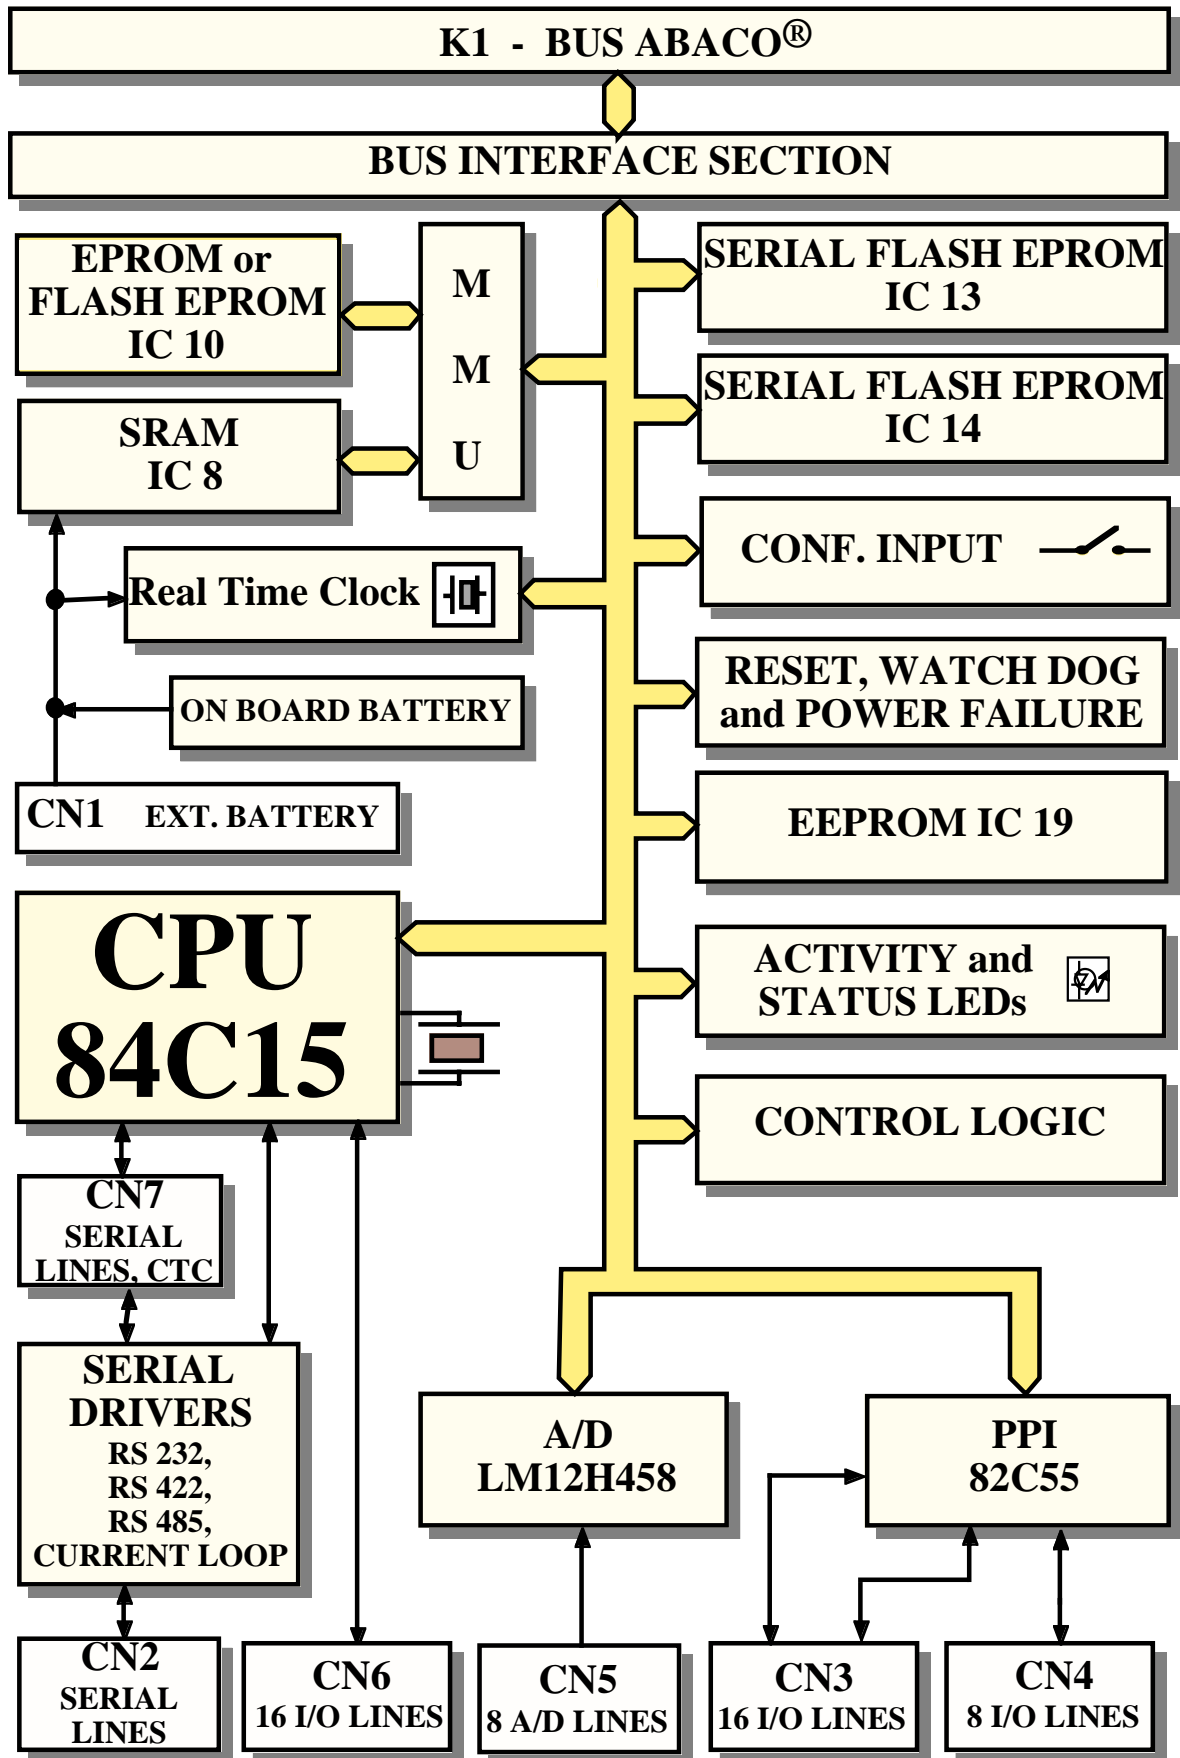 K1 - BUS ABACO®
BUS INTERFACE SECTION
EPROM or
FLASH EPROM
IC 10
M
M
U
SERIAL FLASH EPROM
IC 13
SERIAL FLASH EPROM
IC 14
SRAM
IC 8
CONF. INPUT
Real Time Clock
RESET, WATCH DOG
and POWER FAILURE
ON BOARD BATTERY
CN1 EXT. BATTERY
EEPROM IC 19
CPU
84C15
ACTIVITY and
STATUS LEDs
CONTROL LOGIC
CN7
SERIAL
LINES, CTC
SERIAL
DRIVERS
RS 232,
RS 422,
RS 485,
CURRENT LOOP
A/D
LM12H458
PPI
82C55
CN2
SERIAL
LINES
CN6
16 I/O LINES
CN5
8 A/D LINES
CN3
16 I/O LINES
CN4
8 I/O LINES